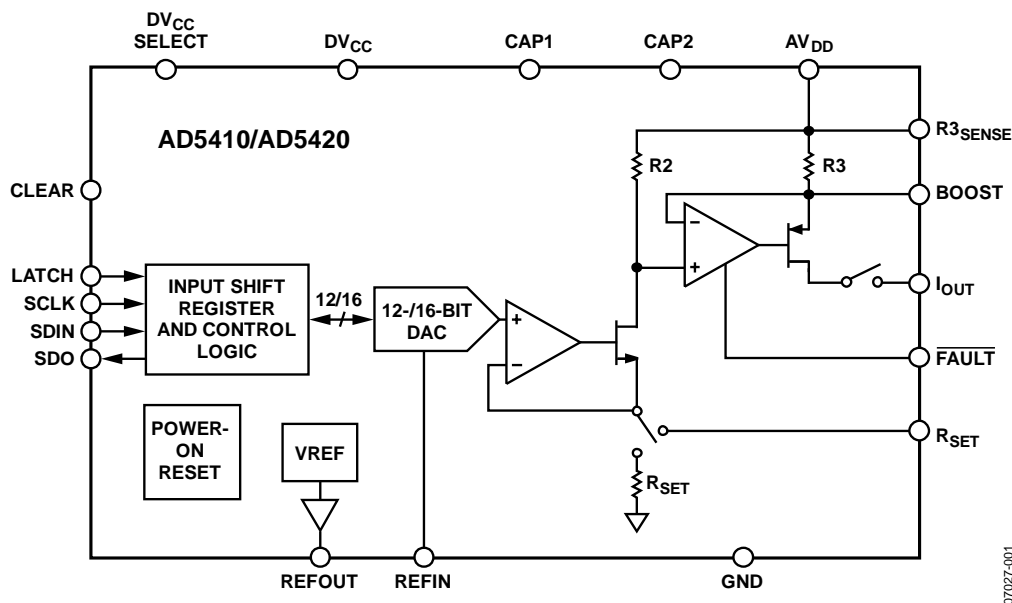 DVCC
SELECT
DVCC
CAP1
CAP2
AVDD
AD5410/AD5420
R3SENSE
R2
R3
BOOST
CLEAR
LATCH
SCLK
SDIN
SDO
INPUT SHIFT
REGISTER
AND CONTROL
LOGIC
12/16
12-/16-BIT
DAC
+
−
−
+
IOUT
FAULT
RSET
RSET
POWER-
ON
RESET
VREF
REFOUT
REFIN
GND
07027-001